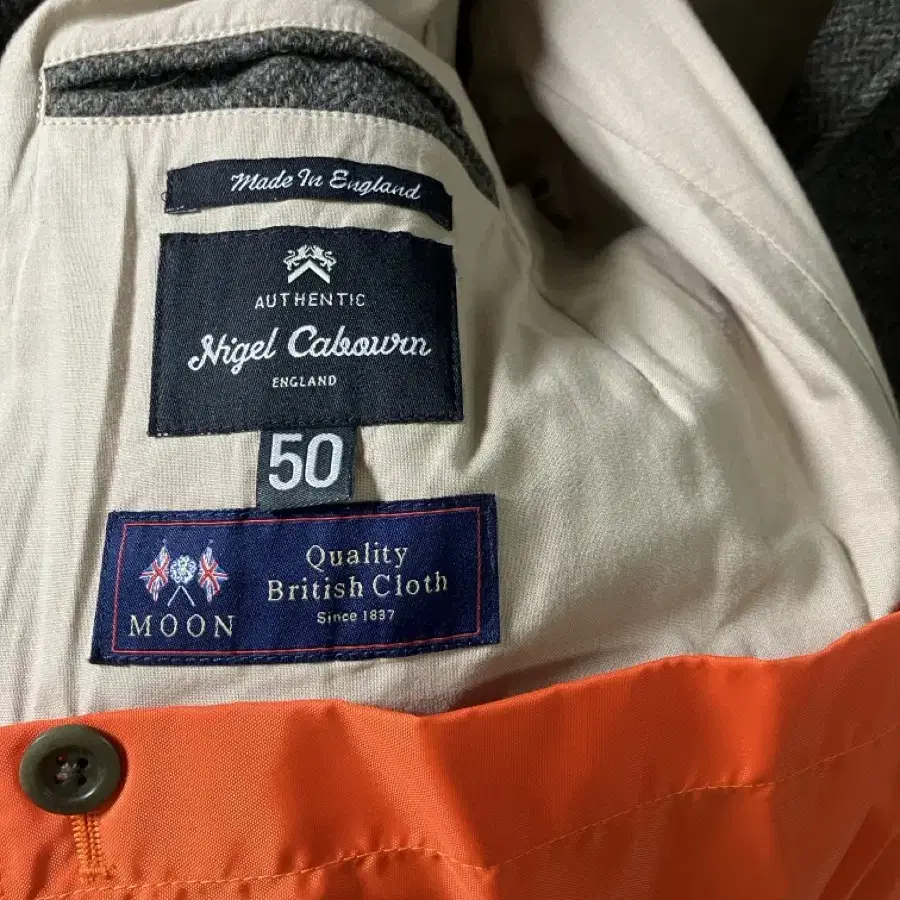 Made In England
AUTHENTIC
Nigel Cabourn
ENGLAND
50
MOON
Quality
British Cloth
Since 1837